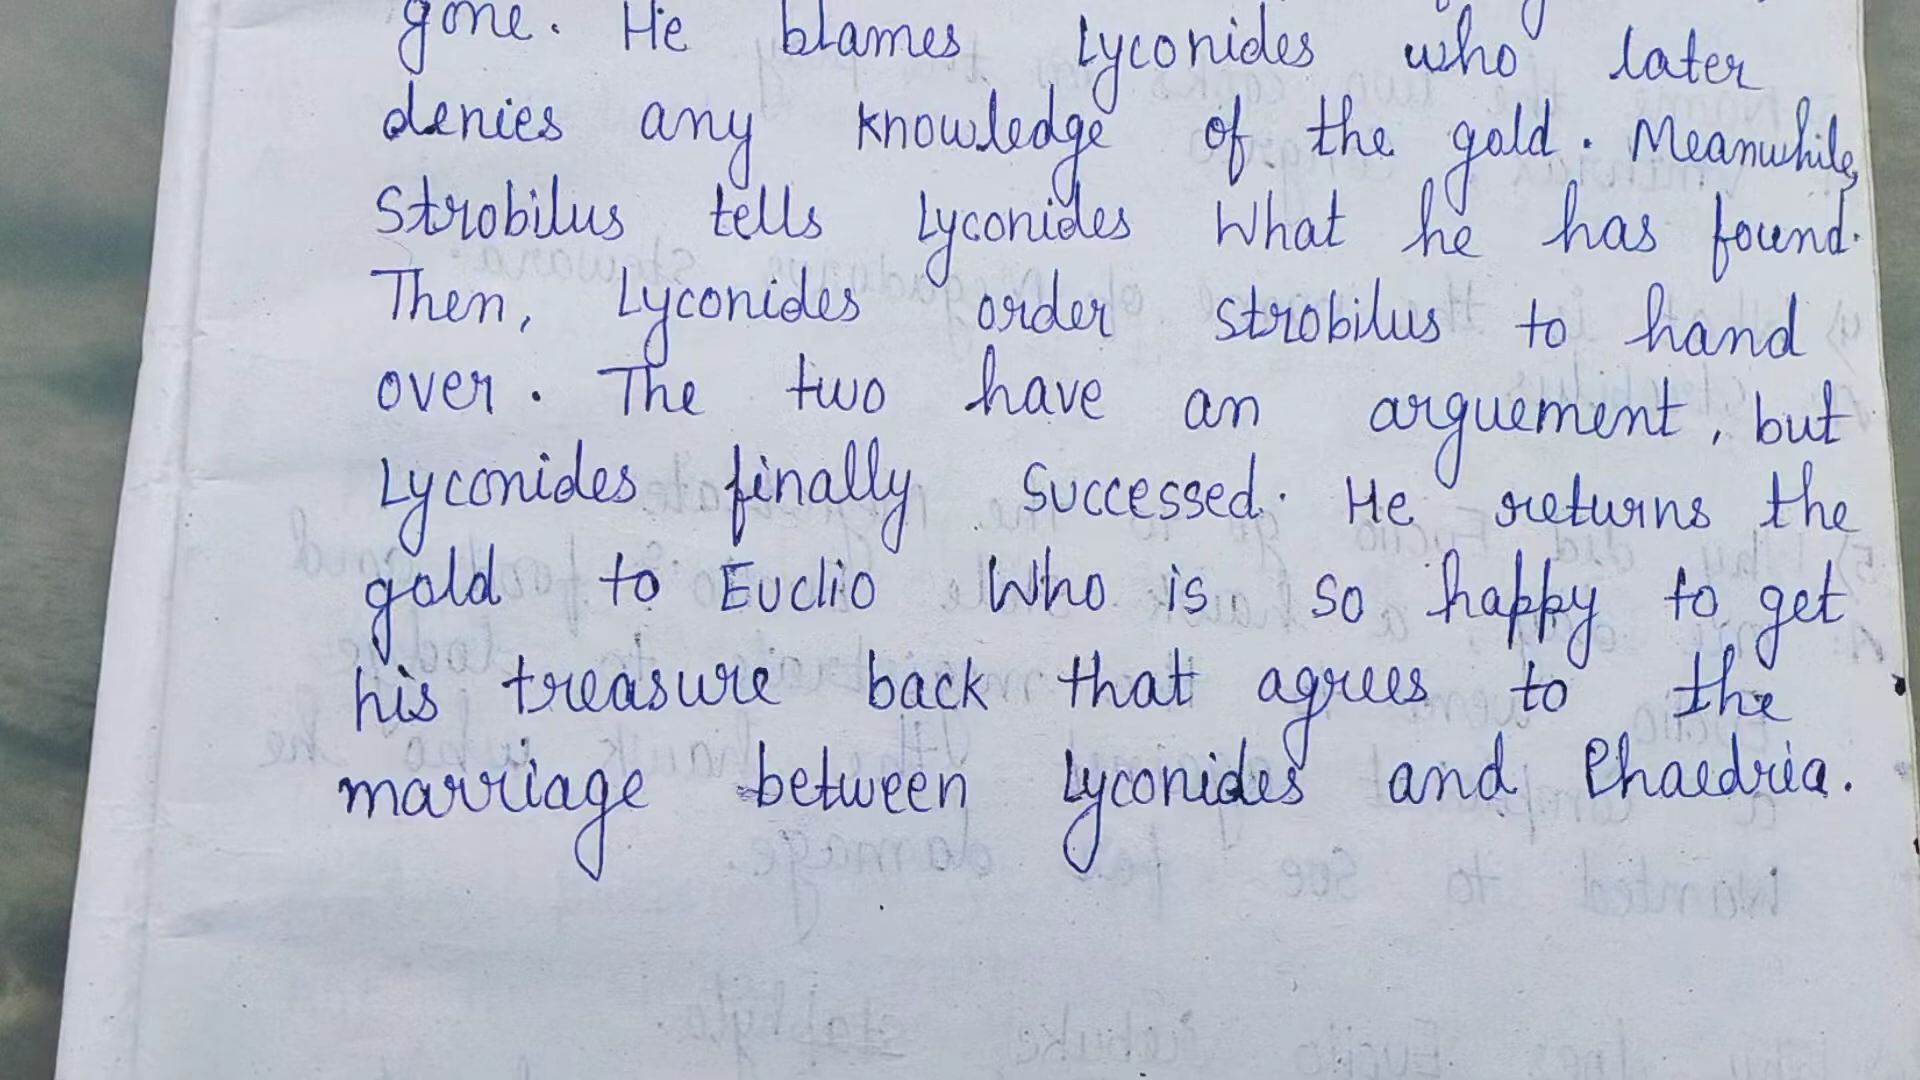 gone. He blames Lyconides who later
denies any knowledge of the gold. Meanwhile,
Strobilus tells Lyconides What he has found.
Then, Lyconides order Strobilus to hand
over. The two have an arguement, but
Lyconides finally Successed. He returns the
gold to Euclio Who is so happy to get
his treasure back that agrees to the
marriage between Lyconides and Phaedria.